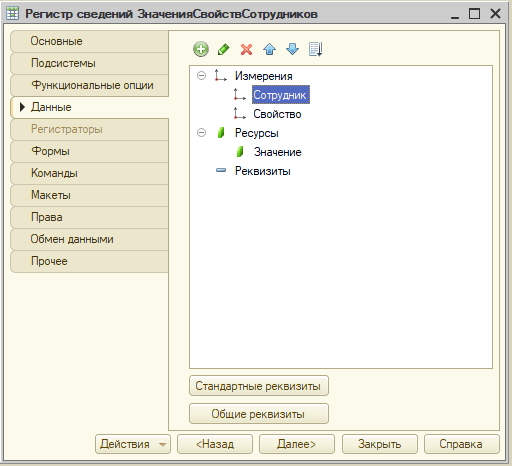 Регистр сведений ЗначенияСвойствСотрудников
Основные
Подсистемы
Функциональные опции
Данные
Регистраторы
Формы
Команды
Макеты
Права
Обмен данными
Прочее
Измерения
Сотрудник
Свойство
Ресурсы
Значение
Реквизиты
Стандартные реквизиты
Общие реквизиты
Действия
<Назад
Далее>
Закрыть
Справка